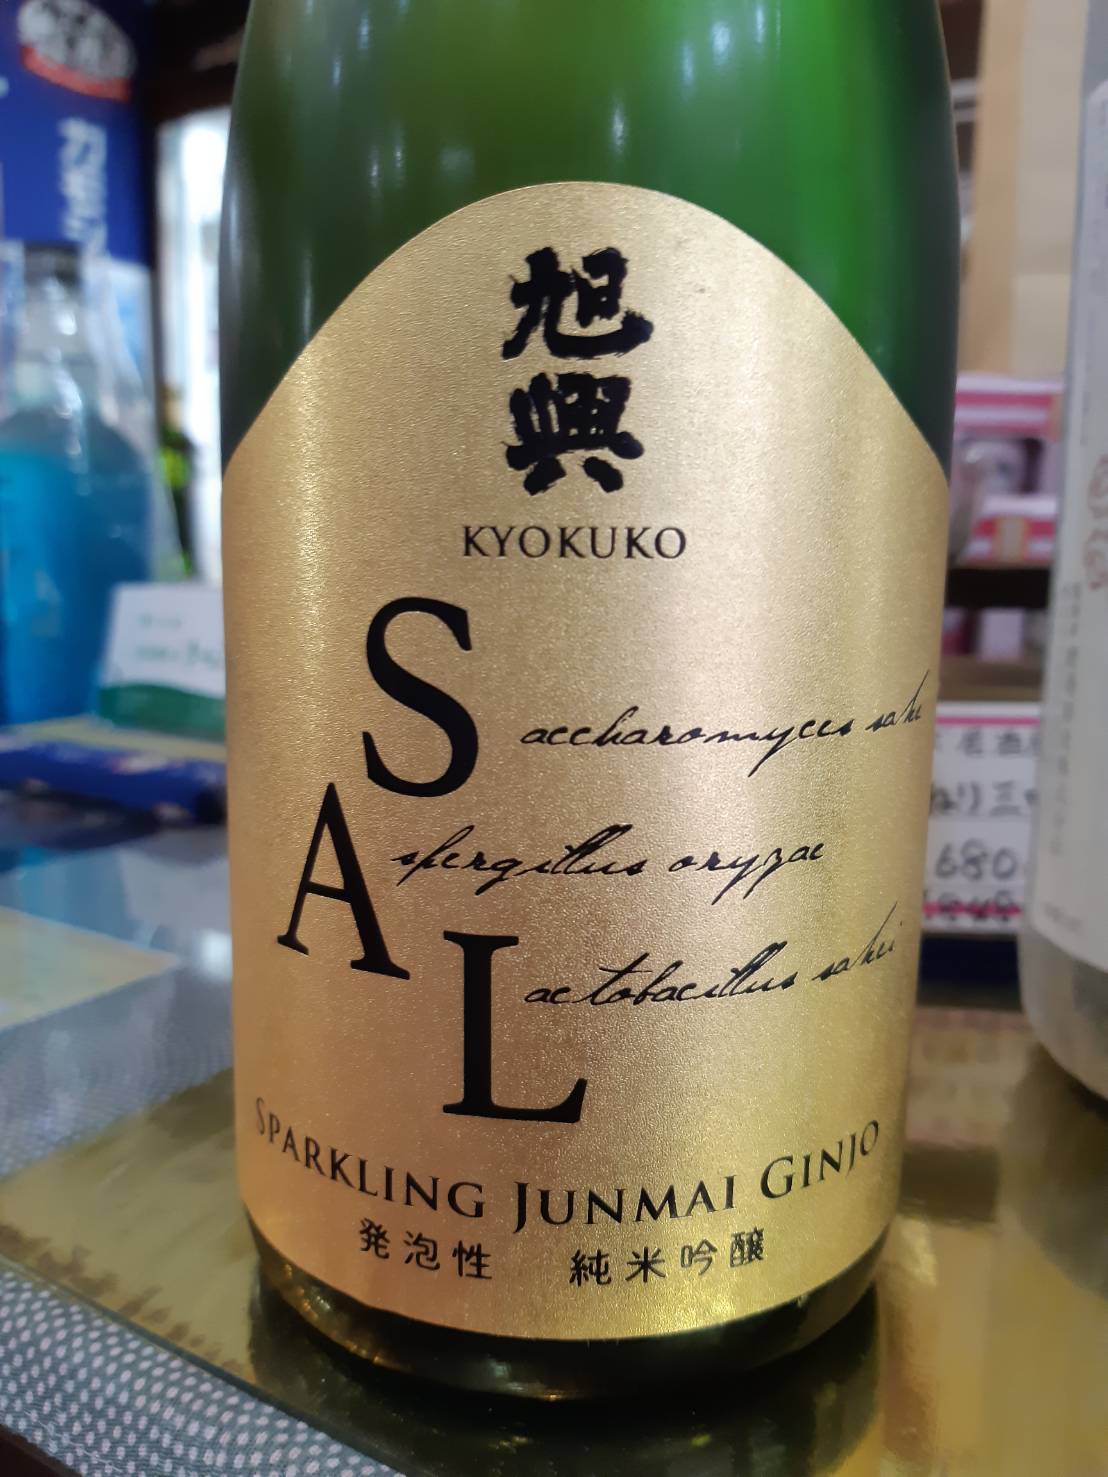 旭興
KYOKUKO
Saccharomyces sake
Aspergillus oryzae
Lactobacillus sakei
SPARKLING JUNMAI GINJO
発泡性 純米吟醸
680